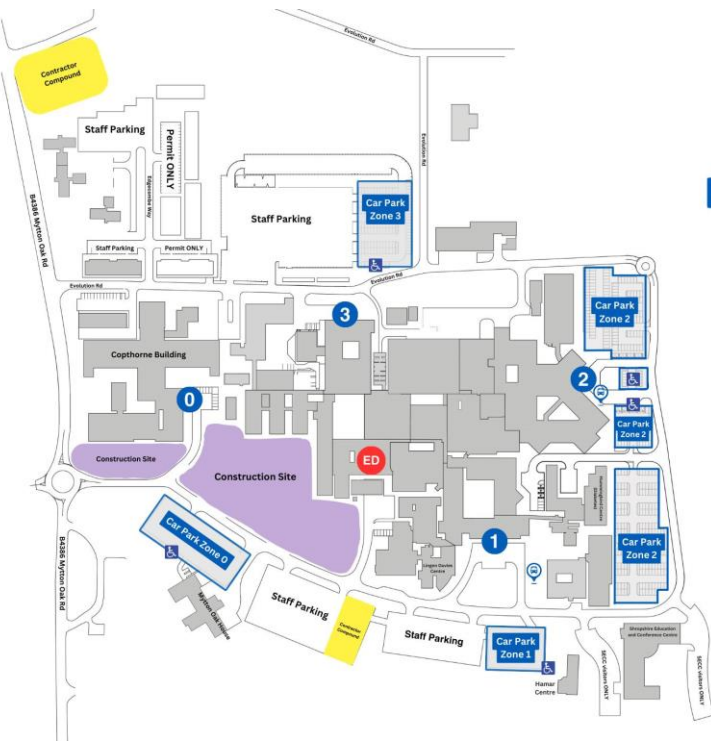 Evolution Rd
Contractor
Compound
Staff Parking
Permit ONLY
Evolution Rd
Edgecombe Way
B4386 Mytton Oak Rd
Car Park
Zone 3
Staff Parking
Staff Parking
Permit ONLY
Evolution Rd
Evolution Rd
3
Car Park
Zone 2
Copthorne Building
2
0
Car Park
Zone 2
Construction Site
ED
Construction Site
Car Park Zone 0
1
Car Park
Zone 2
Lingen Davies
Centre
B4386 Mytton Oak Rd
Mytton Oak House
Staff Parking
Contractor
Compound
Staff Parking
Car Park
Zone 1
Shropshire Education
and Conference Centre
SECC visitors ONLY
SECC visitors ONLY
Hamar
Centre